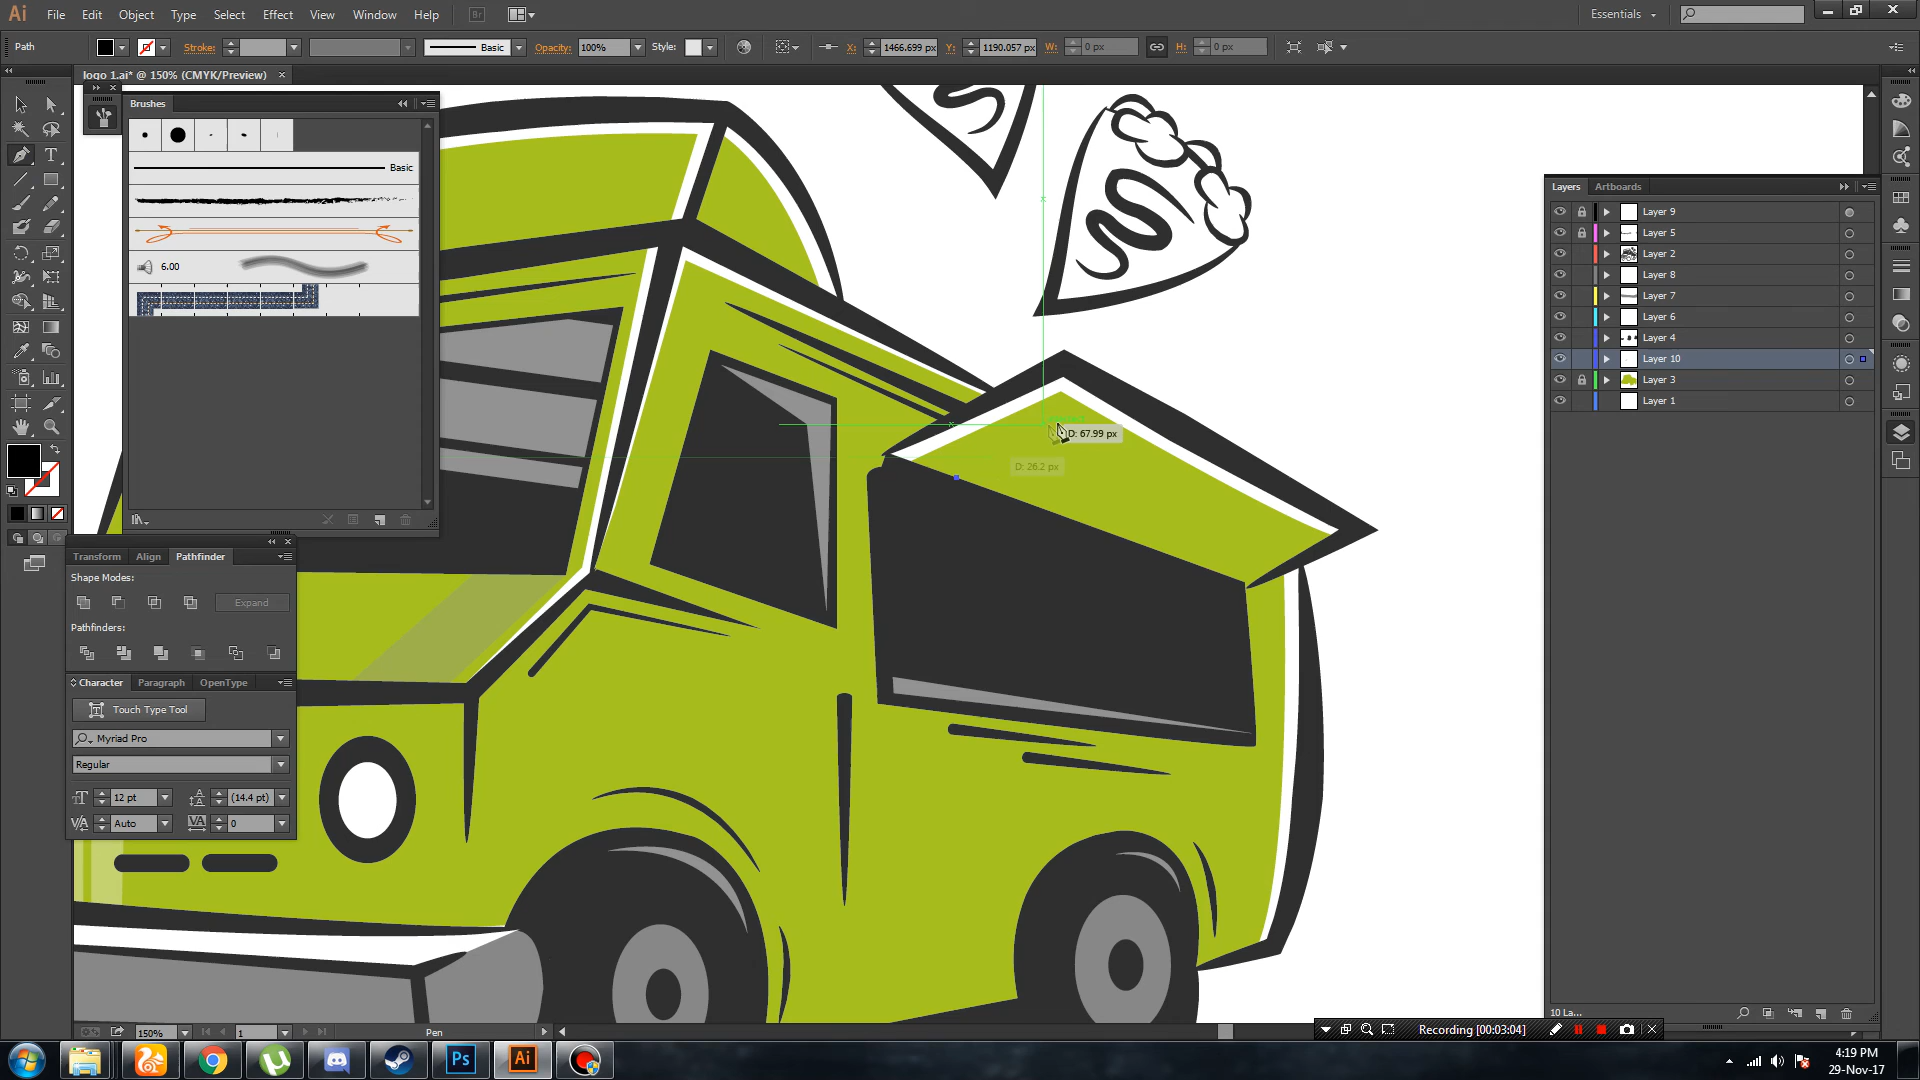 Ai File Edit Object Type Select Effect View Window Help Br Essentials
Path Stroke: Basic Opacity: 100% Style: X: 1466.699 px Y: 1190.057 px W: 0 px H: 0 px
logo 1.ai* @ 150% (CMYK/Preview)
Brushes
Basic
6.00
Transform Align Pathfinder
Shape Modes:
Expand
Pathfinders:
Character Paragraph OpenType
Touch Type Tool
Myriad Pro
Regular
12 pt (14.4 pt)
Auto 0
D: 67.99 px
D: 26.2 px
Layers Artboards
Layer 9
Layer 5
Layer 2
Layer 8
Layer 7
Layer 6
Layer 4
Layer 10
Layer 3
Layer 1
10 La...
150% 1 Pen
Recording [00:03:04]
Ps Ai
4:19 PM
29-Nov-17